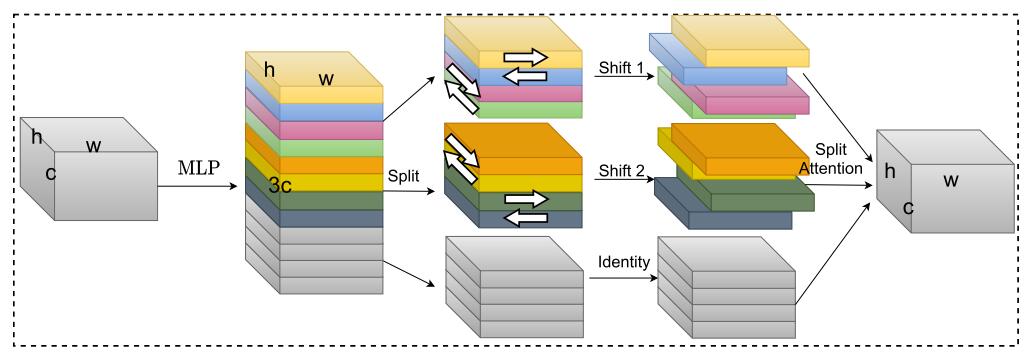 h
w
c
MLP
h
w
3c
Split
Shift 1
Shift 2
Identity
Split
Attention
h
w
c